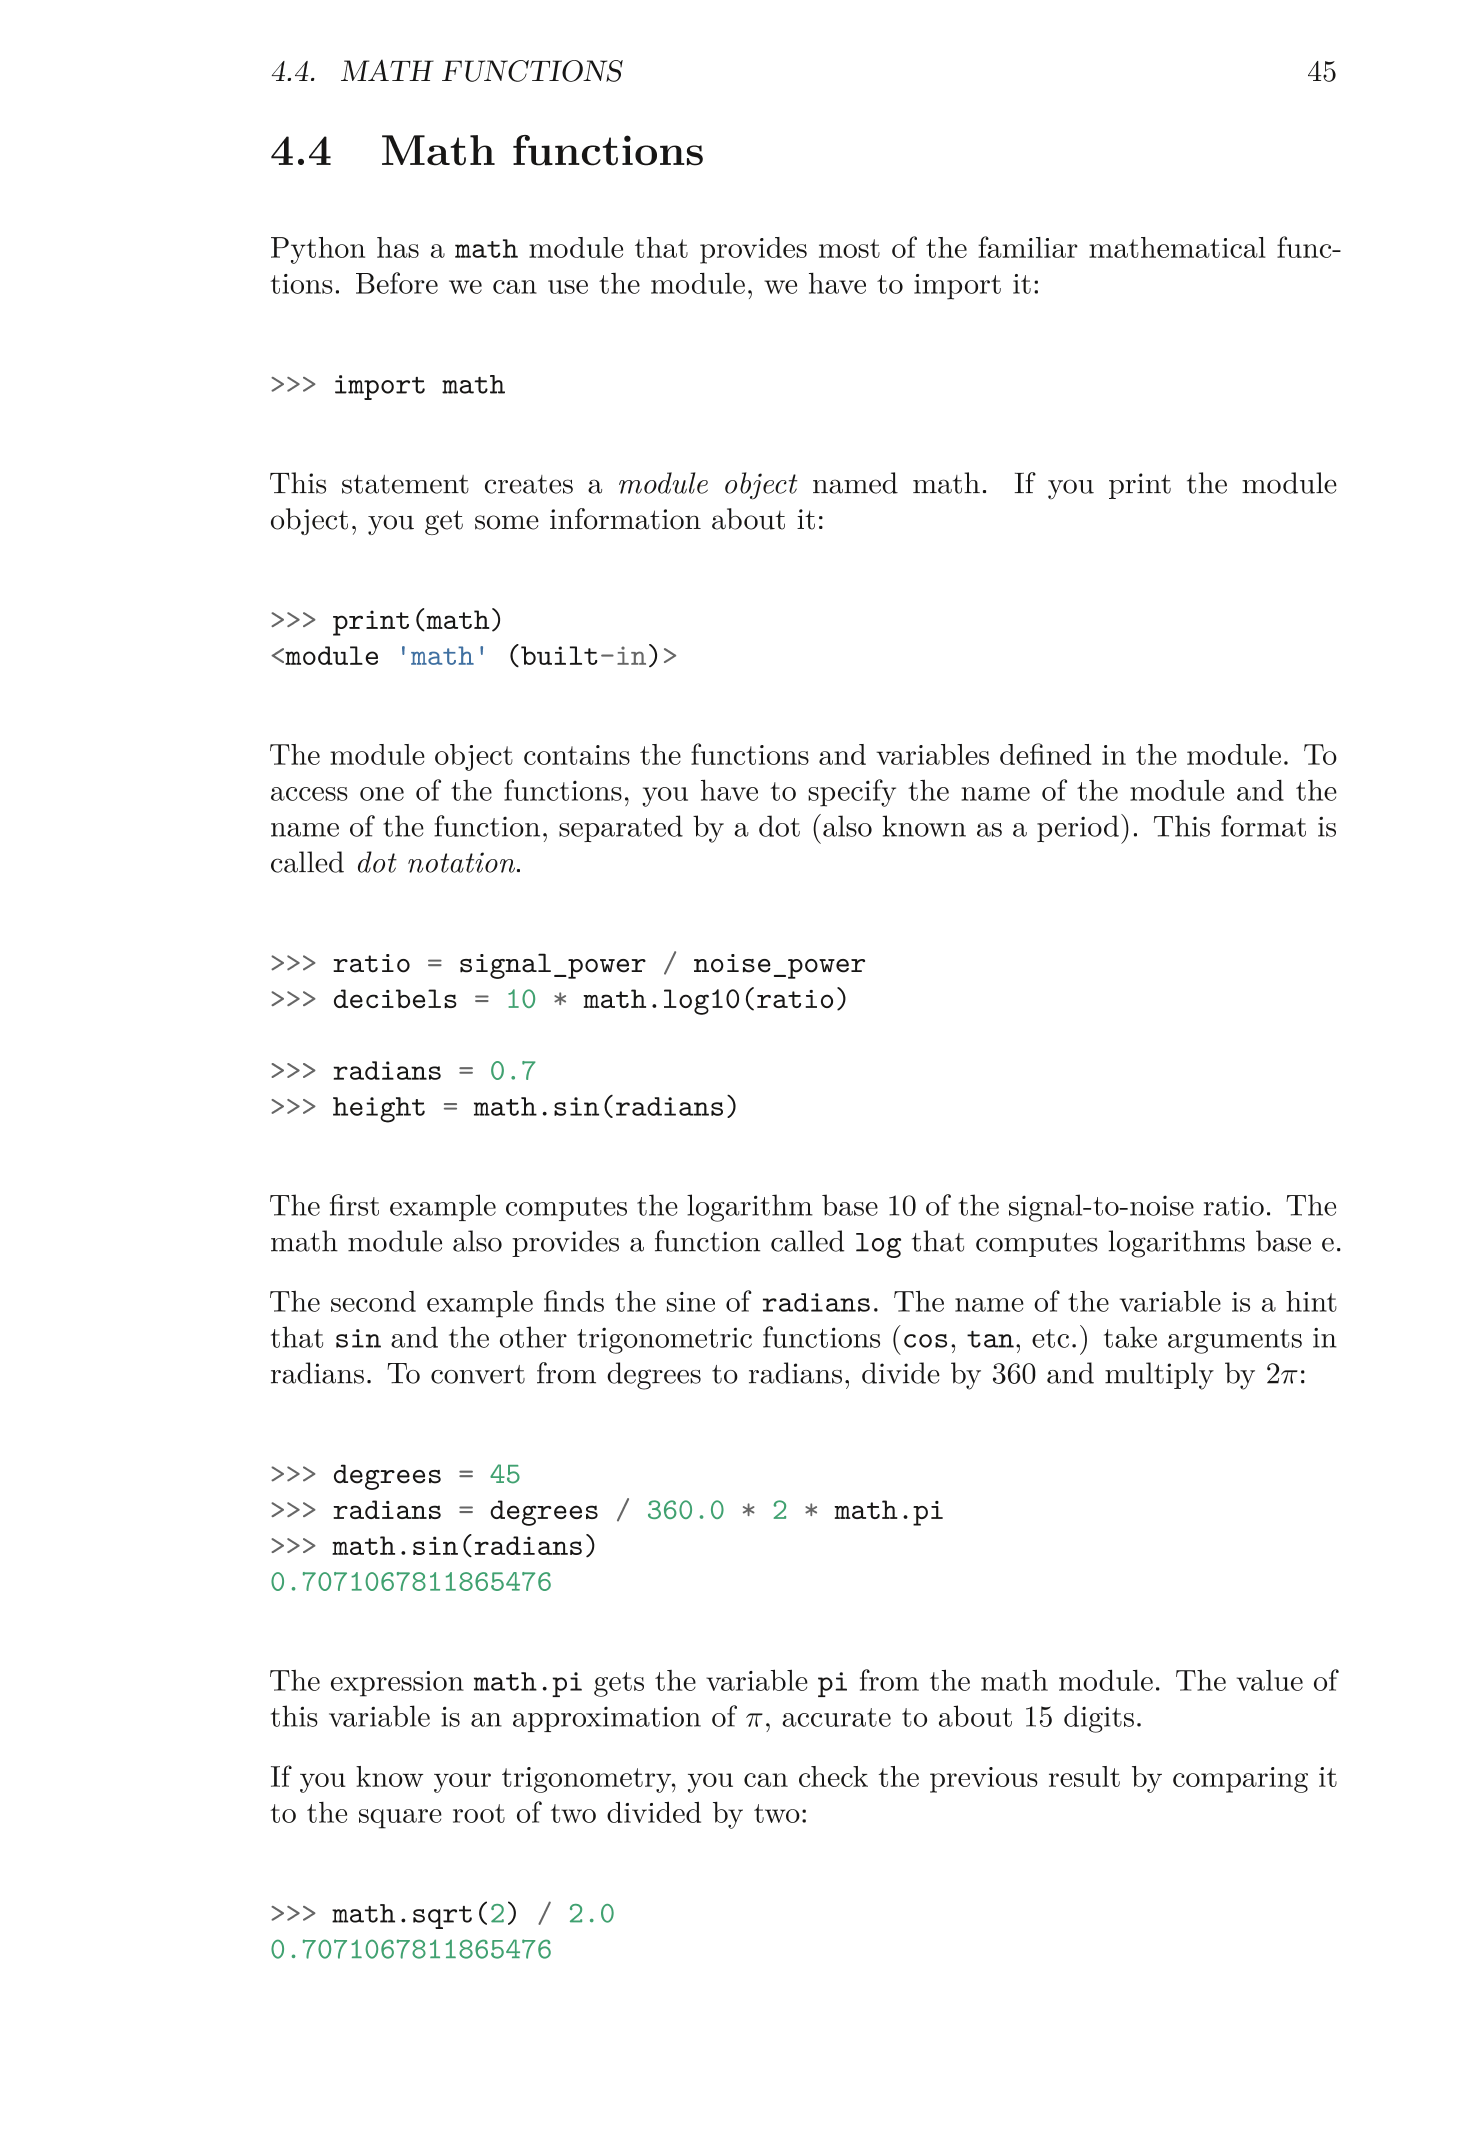 4.4. MATH FUNCTIONS 45
4.4 Math functions
Python has a math module that provides most of the familiar mathematical func-
tions. Before we can use the module, we have to import it:
>>> import math
This statement creates a module object named math. If you print the module
object, you get some information about it:
>>> print(math)
<module 'math' (built-in)>
The module object contains the functions and variables defined in the module. To
access one of the functions, you have to specify the name of the module and the
name of the function, separated by a dot (also known as a period). This format is
called dot notation.
>>> ratio = signal_power / noise_power
>>> decibels = 10 * math.log10(ratio)
>>> radians = 0.7
>>> height = math.sin(radians)
The first example computes the logarithm base 10 of the signal-to-noise ratio. The
math module also provides a function called log that computes logarithms base e.
The second example finds the sine of radians. The name of the variable is a hint
that sin and the other trigonometric functions (cos, tan, etc.) take arguments in
radians. To convert from degrees to radians, divide by 360 and multiply by 2π:
>>> degrees = 45
>>> radians = degrees / 360.0 * 2 * math.pi
>>> math.sin(radians)
0.7071067811865476
The expression math.pi gets the variable pi from the math module. The value of
this variable is an approximation of π, accurate to about 15 digits.
If you know your trigonometry, you can check the previous result by comparing it
to the square root of two divided by two:
>>> math.sqrt(2) / 2.0
0.7071067811865476